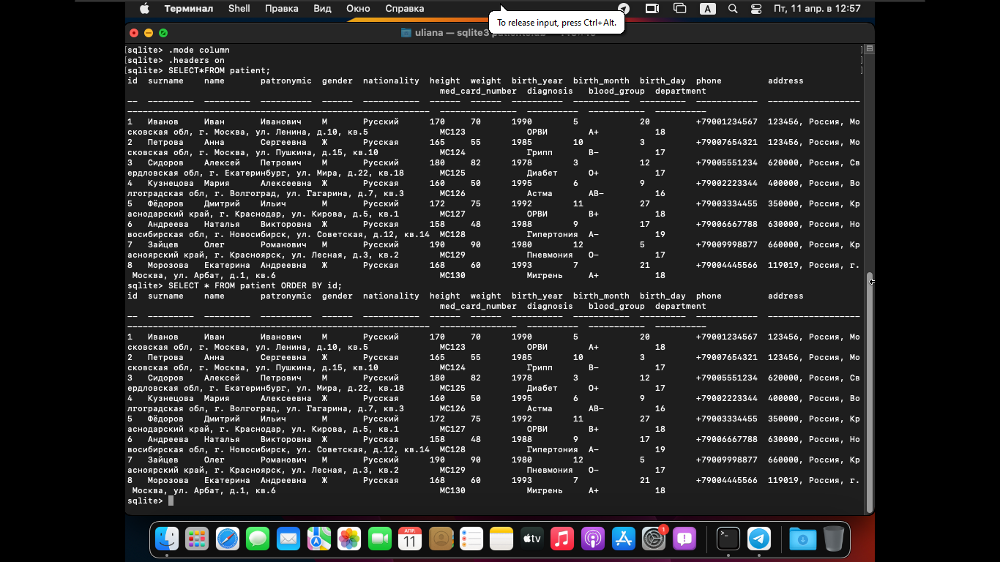 Терминал Shell Правка Вид Окно Справка A Пт, 11 апр. в 12:57
To release input, press Ctrl+Alt.
uliana — sqlite3
[sqlite> .mode column ]
[sqlite> .headers on ]
[sqlite> SELECT*FROM patient; ]
id surname name patronymic gender nationality height weight birth_year birth_month birth_day phone address
med_card_number diagnosis blood_group department
1 Иванов Иван Иванович М Русский 170 70 1990 5 20 +79001234567 123456, Россия, Мо
сковская обл, г. Москва, ул. Ленина, д.10, кв.5 МС123 ОРВИ A+ 18
2 Петрова Анна Сергеевна Ж Русская 165 55 1985 10 3 +79007654321 123456, Россия, Мо
сковская обл, г. Москва, ул. Пушкина, д.15, кв.10 МС124 Грипп B- 17
3 Сидоров Алексей Петрович М Русский 180 82 1978 3 12 +79005551234 620000, Россия, Св
ердловская обл, г. Екатеринбург, ул. Мира, д.22, кв.18 МС125 Диабет O+ 17
4 Кузнецова Мария Алексеевна Ж Русская 160 50 1995 6 9 +79002223344 400000, Россия, Во
лгоградская обл, г. Волгоград, ул. Гагарина, д.7, кв.3 МС126 Астма AB- 16
5 Фёдоров Дмитрий Ильич М Русский 172 75 1992 11 27 +79003334455 350000, Россия, Кр
аснодарский край, г. Краснодар, ул. Кирова, д.5, кв.1 МС127 ОРВИ B+ 18
6 Андреева Наталья Викторовна Ж Русская 158 48 1988 9 17 +79006667788 630000, Россия, Но
восибирская обл, г. Новосибирск, ул. Советская, д.12, кв.14 МС128 Гипертония A- 19
7 Зайцев Олег Романович М Русский 190 90 1980 12 5 +79009998877 660000, Россия, Кр
асноярский край, г. Красноярск, ул. Лесная, д.3, кв.2 МС129 Пневмония O- 17
8 Морозова Екатерина Андреевна Ж Русская 168 60 1993 7 21 +79004445566 119019, Россия, г.
Москва, ул. Арбат, д.1, кв.6 МС130 Мигрень A+ 18
sqlite> SELECT * FROM patient ORDER BY id;
id surname name patronymic gender nationality height weight birth_year birth_month birth_day phone address
med_card_number diagnosis blood_group department
1 Иванов Иван Иванович М Русский 170 70 1990 5 20 +79001234567 123456, Россия, Мо
сковская обл, г. Москва, ул. Ленина, д.10, кв.5 МС123 ОРВИ A+ 18
2 Петрова Анна Сергеевна Ж Русская 165 55 1985 10 3 +79007654321 123456, Россия, Мо
сковская обл, г. Москва, ул. Пушкина, д.15, кв.10 МС124 Грипп B- 17
3 Сидоров Алексей Петрович М Русский 180 82 1978 3 12 +79005551234 620000, Россия, Св
ердловская обл, г. Екатеринбург, ул. Мира, д.22, кв.18 МС125 Диабет O+ 17
4 Кузнецова Мария Алексеевна Ж Русская 160 50 1995 6 9 +79002223344 400000, Россия, Во
лгоградская обл, г. Волгоград, ул. Гагарина, д.7, кв.3 МС126 Астма AB- 16
5 Фёдоров Дмитрий Ильич М Русский 172 75 1992 11 27 +79003334455 350000, Россия, Кр
аснодарский край, г. Краснодар, ул. Кирова, д.5, кв.1 МС127 ОРВИ B+ 18
6 Андреева Наталья Викторовна Ж Русская 158 48 1988 9 17 +79006667788 630000, Россия, Но
восибирская обл, г. Новосибирск, ул. Советская, д.12, кв.14 МС128 Гипертония A- 19
7 Зайцев Олег Романович М Русский 190 90 1980 12 5 +79009998877 660000, Россия, Кр
асноярский край, г. Красноярск, ул. Лесная, д.3, кв.2 МС129 Пневмония O- 17
8 Морозова Екатерина Андреевна Ж Русская 168 60 1993 7 21 +79004445566 119019, Россия, г.
Москва, ул. Арбат, д.1, кв.6 МС130 Мигрень A+ 18
sqlite>
АПР.
11
tv
1
>_